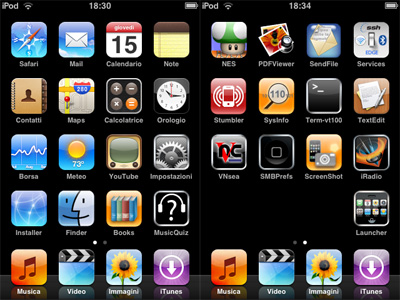 iPod 18:30
giovedì
15
Safari Mail Calendario Note
280
Contatti Maps Calcolatrice Orologio
73°
Borsa Meteo YouTube Impostazioni
Installer Finder Books MusicQuiz
Musica Video Immagini iTunes
iPod 18:34
PDF ssh
EDGE
NES PDFViewer SendFile Services
110
Stumbler SysInfo Term-vt100 TextEdit
VNsea SMBPrefs ScreenShot iRadio
Launcher
Musica Video Immagini iTunes